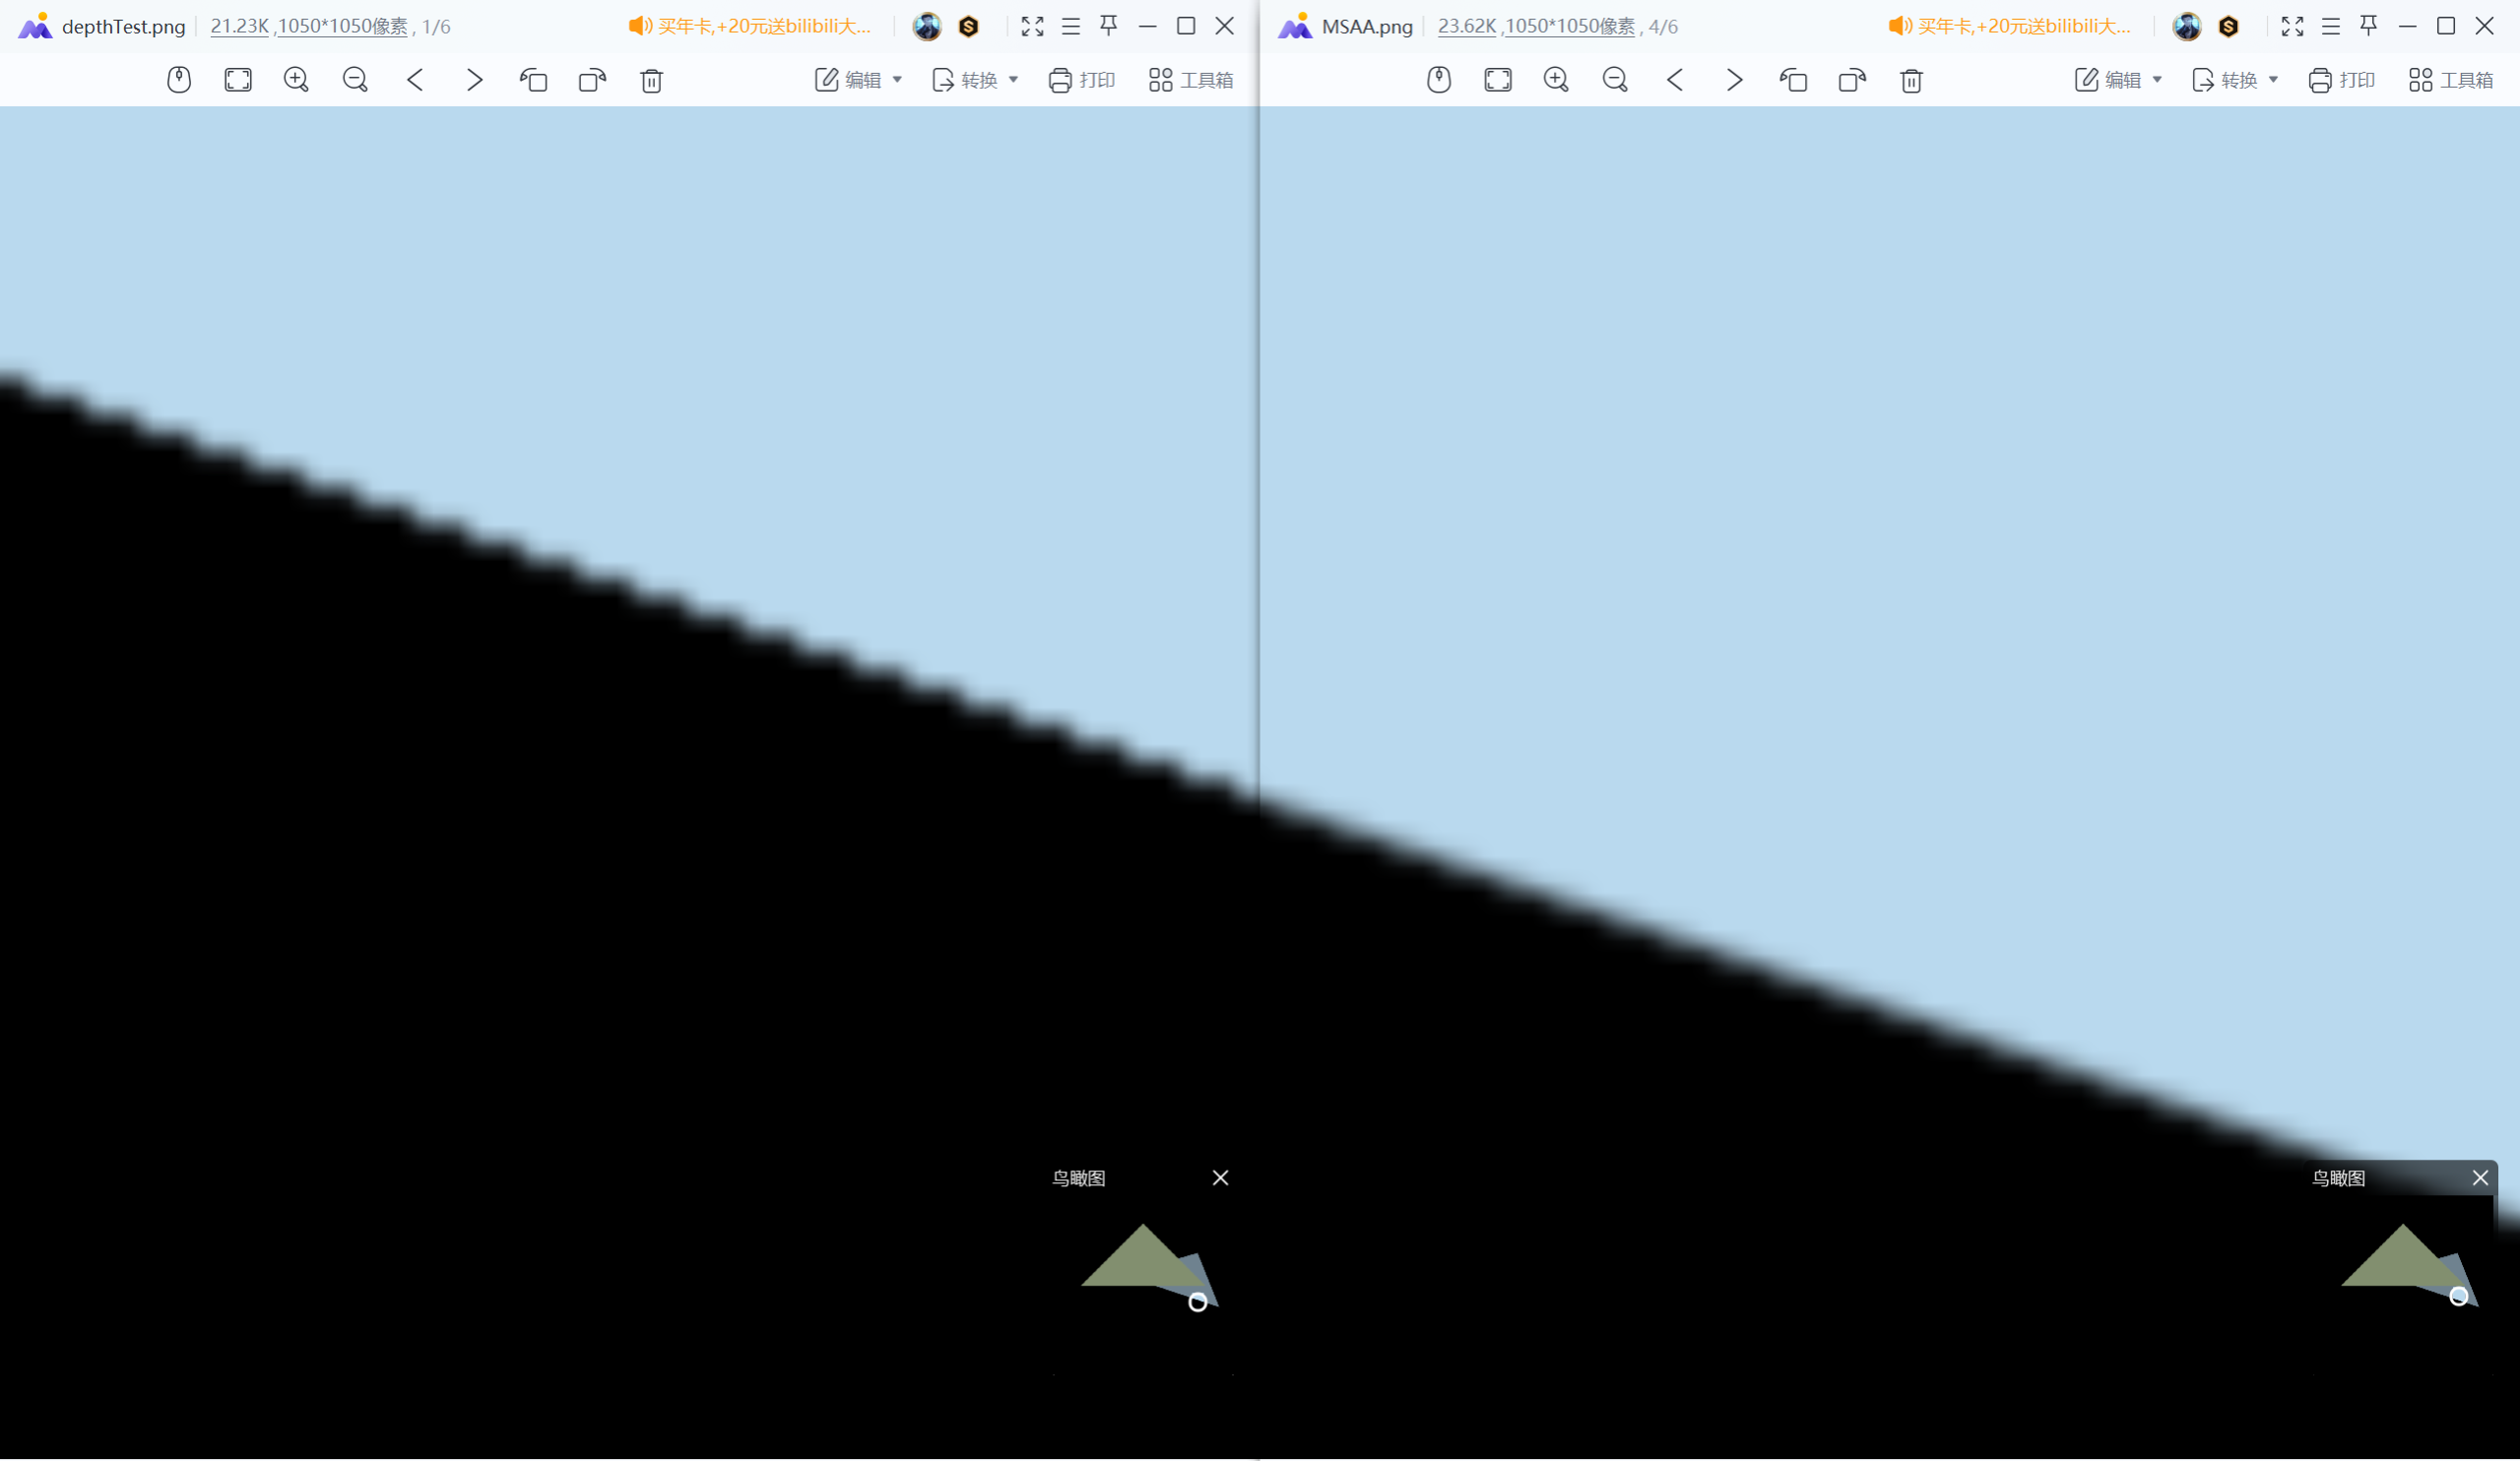 depthTest.png 21.23K ,1050*1050像素 , 1/6 买年卡,+20元送bilibili大...
编辑 转换 打印 工具箱
鸟瞰图
MSAA.png 23.62K ,1050*1050像素 , 4/6 买年卡,+20元送bilibili大...
编辑 转换 打印 工具箱
鸟瞰图